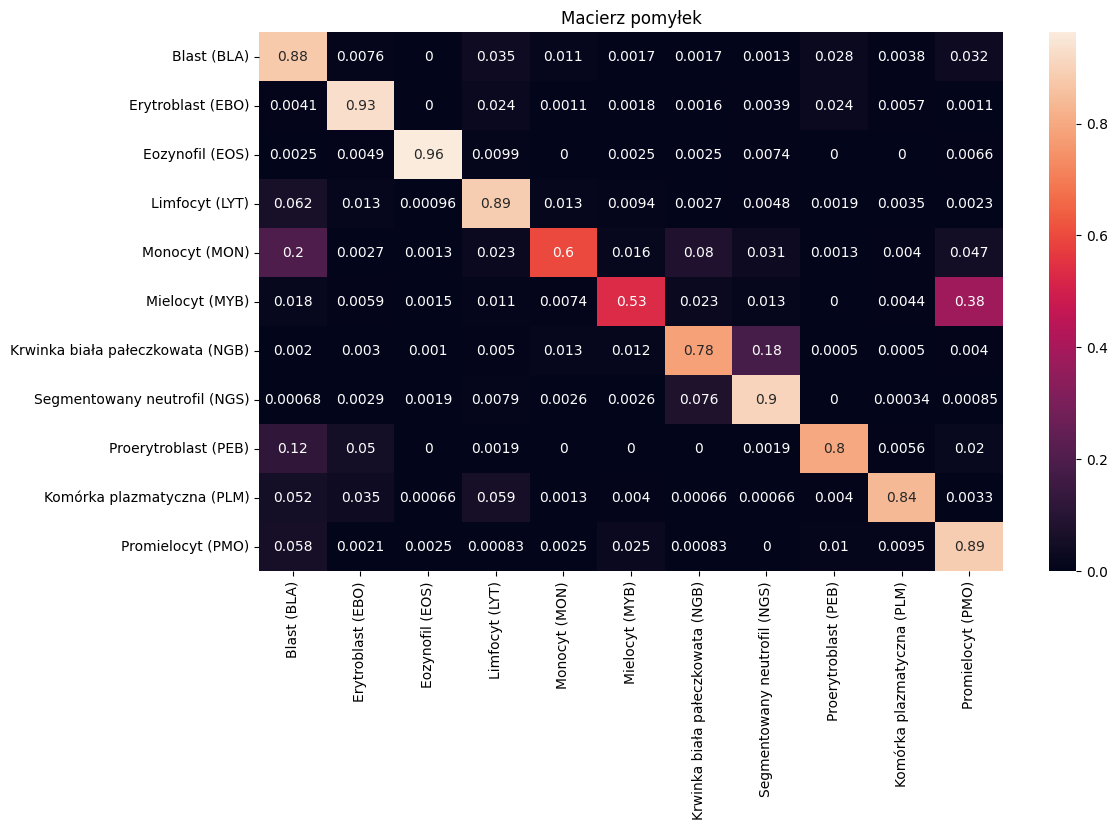 Macierz pomyłek
Blast (BLA) 0.88 0.0076 0 0.035 0.011 0.0017 0.0017 0.0013 0.028 0.0038 0.032
Erytroblast (EBO) 0.0041 0.93 0 0.024 0.0011 0.0018 0.0016 0.0039 0.024 0.0057 0.0011
Eozynofil (EOS) 0.0025 0.0049 0.96 0.0099 0 0.0025 0.0025 0.0074 0 0 0.0066
Limfocyt (LYT) 0.062 0.013 0.00096 0.89 0.013 0.0094 0.0027 0.0048 0.0019 0.0035 0.0023
Monocyt (MON) 0.2 0.0027 0.0013 0.023 0.6 0.016 0.08 0.031 0.0013 0.004 0.047
Mielocyt (MYB) 0.018 0.0059 0.0015 0.011 0.0074 0.53 0.023 0.013 0 0.0044 0.38
Krwinka biała pałeczkowata (NGB) 0.002 0.003 0.001 0.005 0.013 0.012 0.78 0.18 0.0005 0.0005 0.004
Segmentowany neutrofil (NGS) 0.00068 0.0029 0.0019 0.0079 0.0026 0.0026 0.076 0.9 0 0.00034 0.00085
Proerytroblast (PEB) 0.12 0.05 0 0.0019 0 0 0 0.0019 0.8 0.0056 0.02
Komórka plazmatyczna (PLM) 0.052 0.035 0.00066 0.059 0.0013 0.004 0.00066 0.00066 0.004 0.84 0.0033
Promielocyt (PMO) 0.058 0.0021 0.0025 0.00083 0.0025 0.025 0.00083 0 0.01 0.0095 0.89
Blast (BLA)
Erytroblast (EBO)
Eozynofil (EOS)
Limfocyt (LYT)
Monocyt (MON)
Mielocyt (MYB)
Krwinka biała pałeczkowata (NGB)
Segmentowany neutrofil (NGS)
Proerytroblast (PEB)
Komórka plazmatyczna (PLM)
Promielocyt (PMO)
0.8
0.6
0.4
0.2
0.0